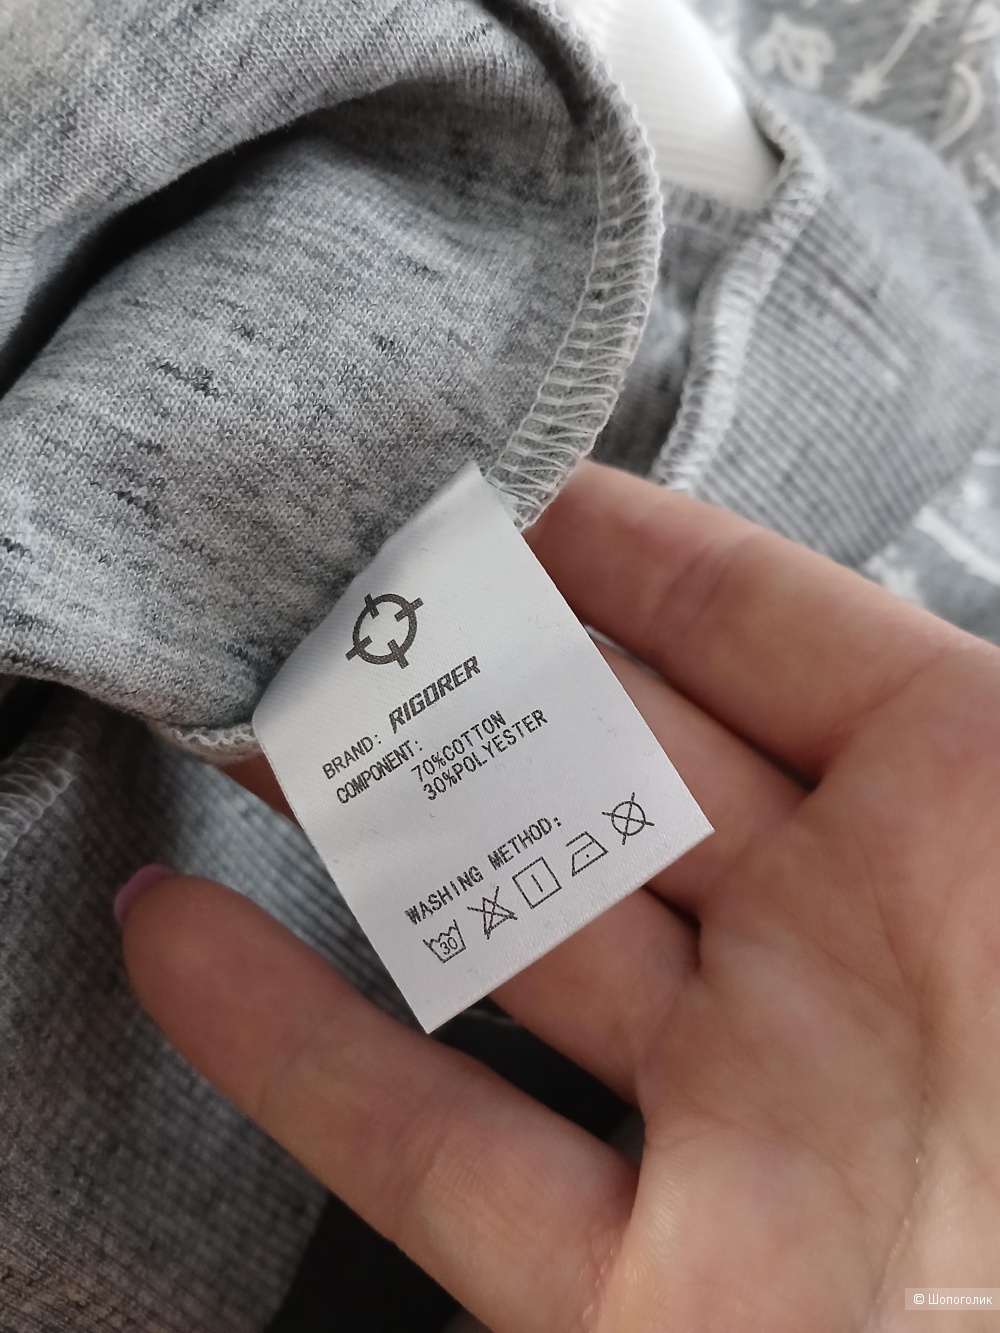 BRAND: RIGORER
COMPONENT:
70%COTTON
30%POLYESTER
WASHING METHOD:
30
© Шопоголик